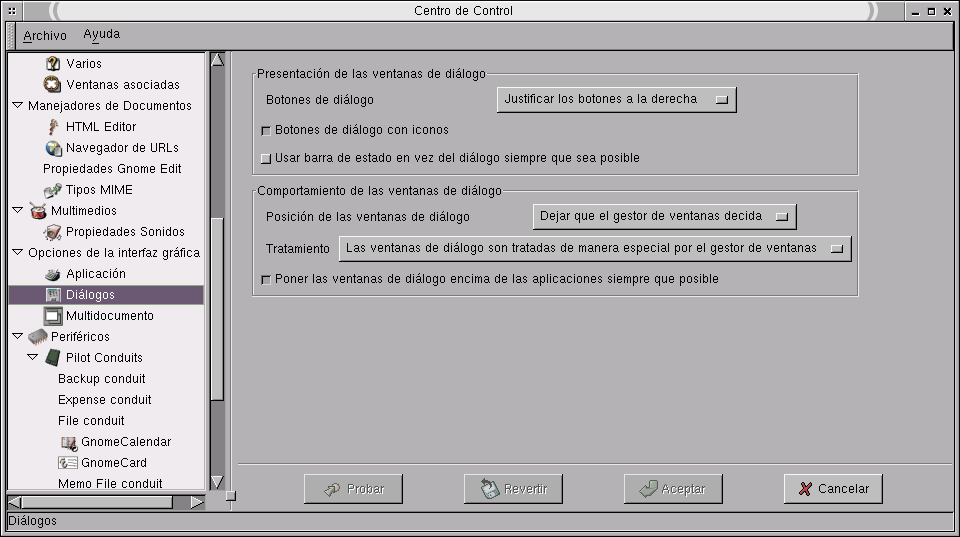 Centro de Control
Archivo Ayuda
Varios
Ventanas asociadas
Manejadores de Documentos
HTML Editor
Navegador de URLs
Propiedades Gnome Edit
Tipos MIME
Multimedios
Propiedades Sonidos
Opciones de la interfaz gráfica
Aplicación
Diálogos
Multidocumento
Periféricos
Pilot Conduits
Backup conduit
Expense conduit
File conduit
GnomeCalendar
GnomeCard
Memo File conduit
Presentación de las ventanas de diálogo
Botones de diálogo Justificar los botones a la derecha
Botones de diálogo con iconos
Usar barra de estado en vez del diálogo siempre que sea posible
Comportamiento de las ventanas de diálogo
Posición de las ventanas de diálogo Dejar que el gestor de ventanas decida
Tratamiento Las ventanas de diálogo son tratadas de manera especial por el gestor de ventanas
Poner las ventanas de diálogo encima de las aplicaciones siempre que posible
Probar Revertir Aceptar Cancelar
Diálogos